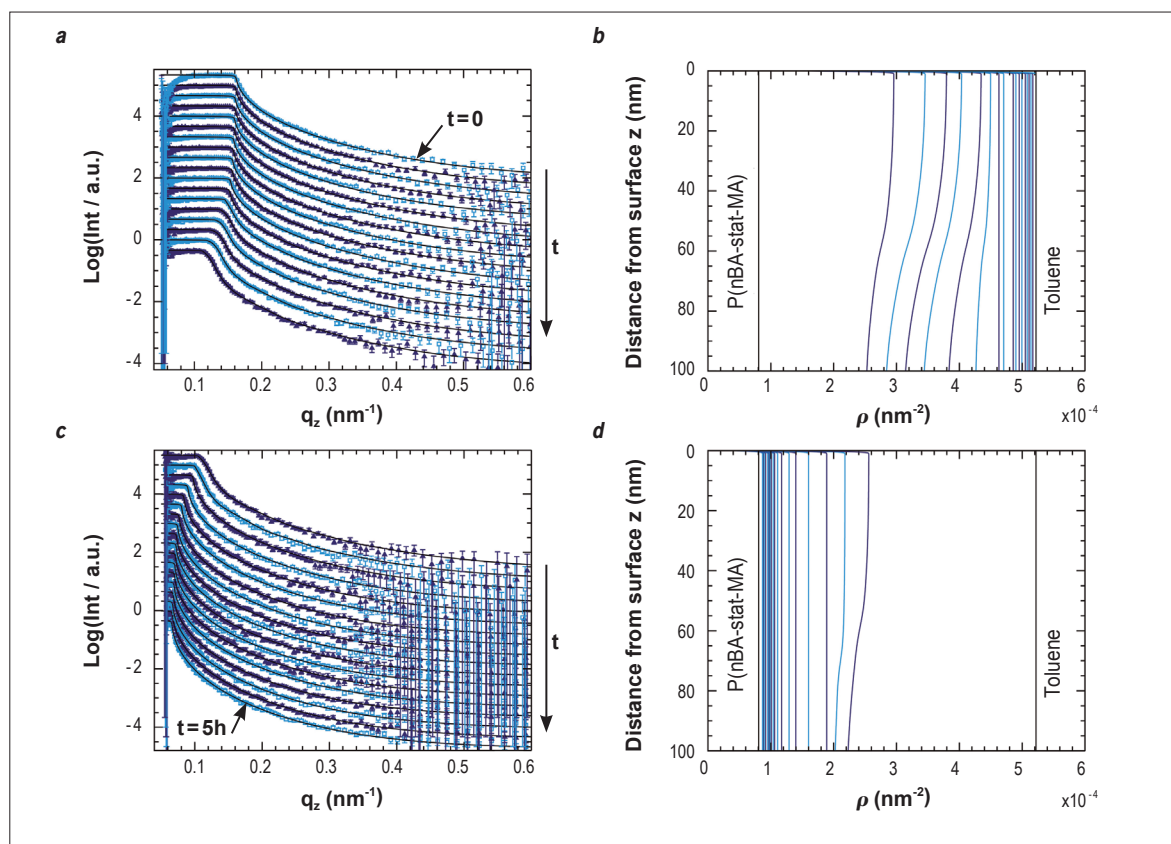 a
Log(Int / a.u.)
4
2
0
-2
-4
t=0
t
0.1 0.2 0.3 0.4 0.5 0.6
q_z (nm⁻¹)
b
Distance from surface z (nm)
0
20
40
60
80
100
P(nBA-stat-MA)
Toluene
0 1 2 3 4 5 6
x10⁻⁴
ρ (nm⁻²)
c
Log(Int / a.u.)
4
2
0
-2
-4
t=5h
t
0.1 0.2 0.3 0.4 0.5 0.6
q_z (nm⁻¹)
d
Distance from surface z (nm)
0
20
40
60
80
100
P(nBA-stat-MA)
Toluene
0 1 2 3 4 5 6
x10⁻⁴
ρ (nm⁻²)